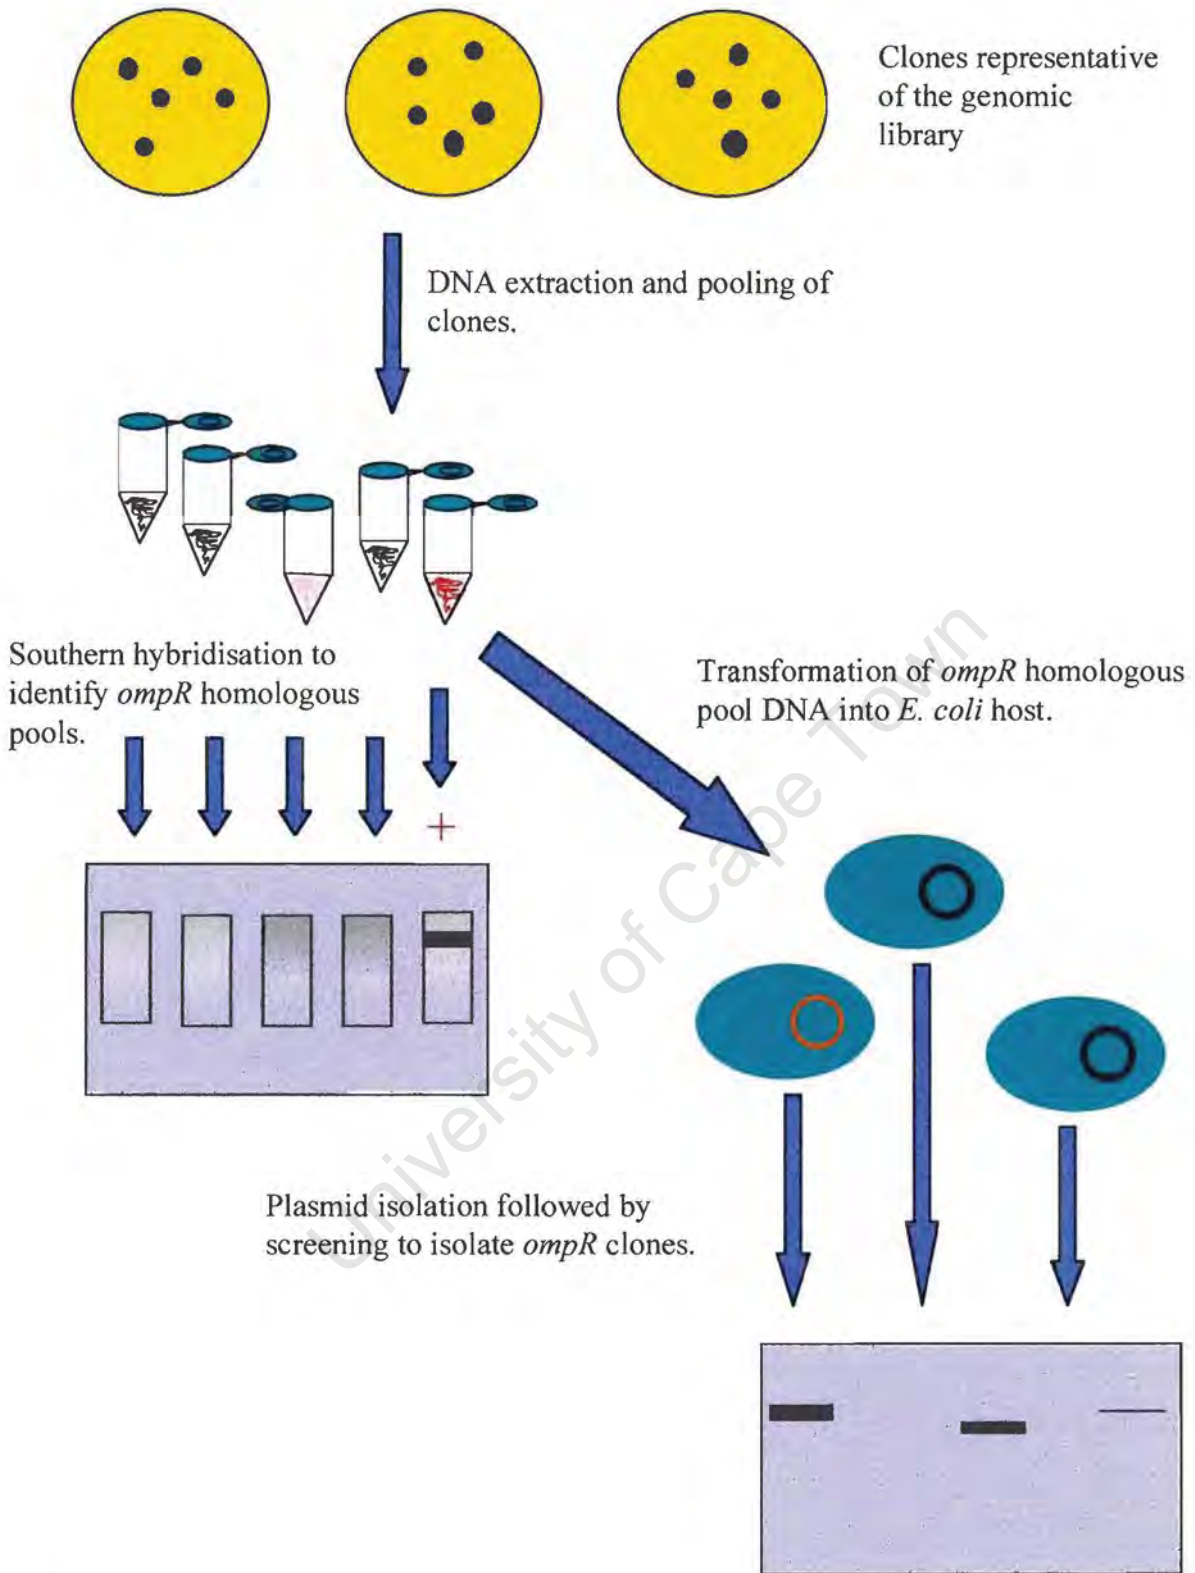 Clones representative
of the genomic
library
DNA extraction and pooling of
clones.
Southern hybridisation to
identify ompR homologous
pools.
Transformation of ompR homologous
pool DNA into E. coli host.
+
Plasmid isolation followed by
screening to isolate ompR clones.
University of Cape Town